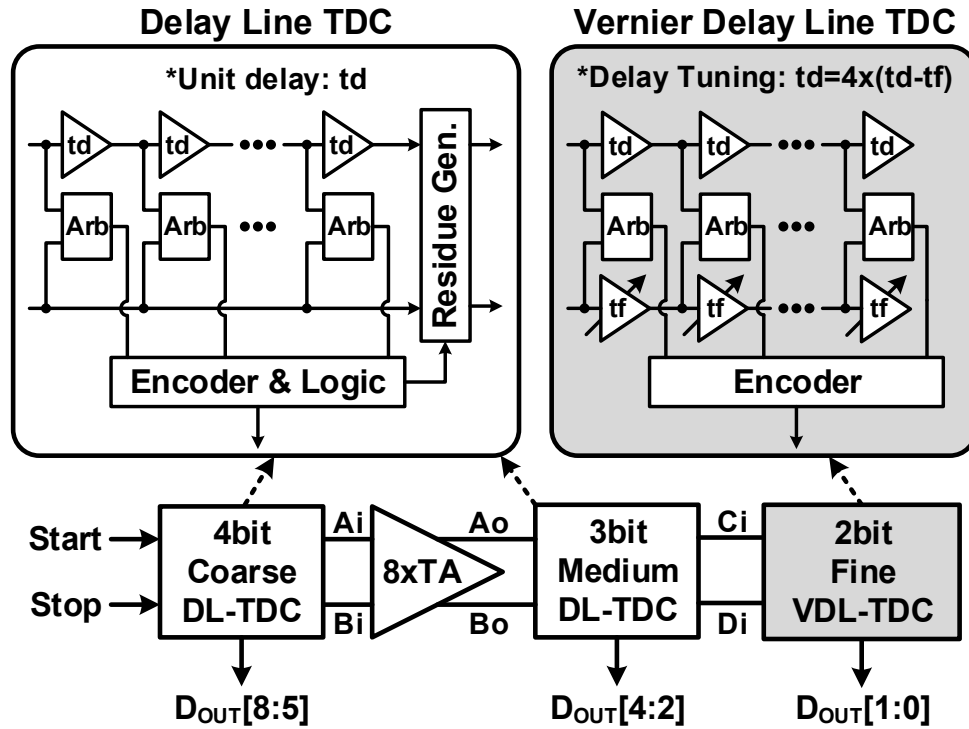 Delay Line TDC
*Unit delay: td
td td ••• td
Arb Arb ••• Arb
Residue Gen.
Encoder & Logic
Vernier Delay Line TDC
*Delay Tuning: td=4x(td-tf)
td td ••• td
Arb Arb ••• Arb
tf tf ••• tf
Encoder
Start
Stop
4bit
Coarse
DL-TDC
Ai
Bi
8xTA
Ao
Bo
3bit
Medium
DL-TDC
Ci
Di
2bit
Fine
VDL-TDC
DOUT[8:5]
DOUT[4:2]
DOUT[1:0]